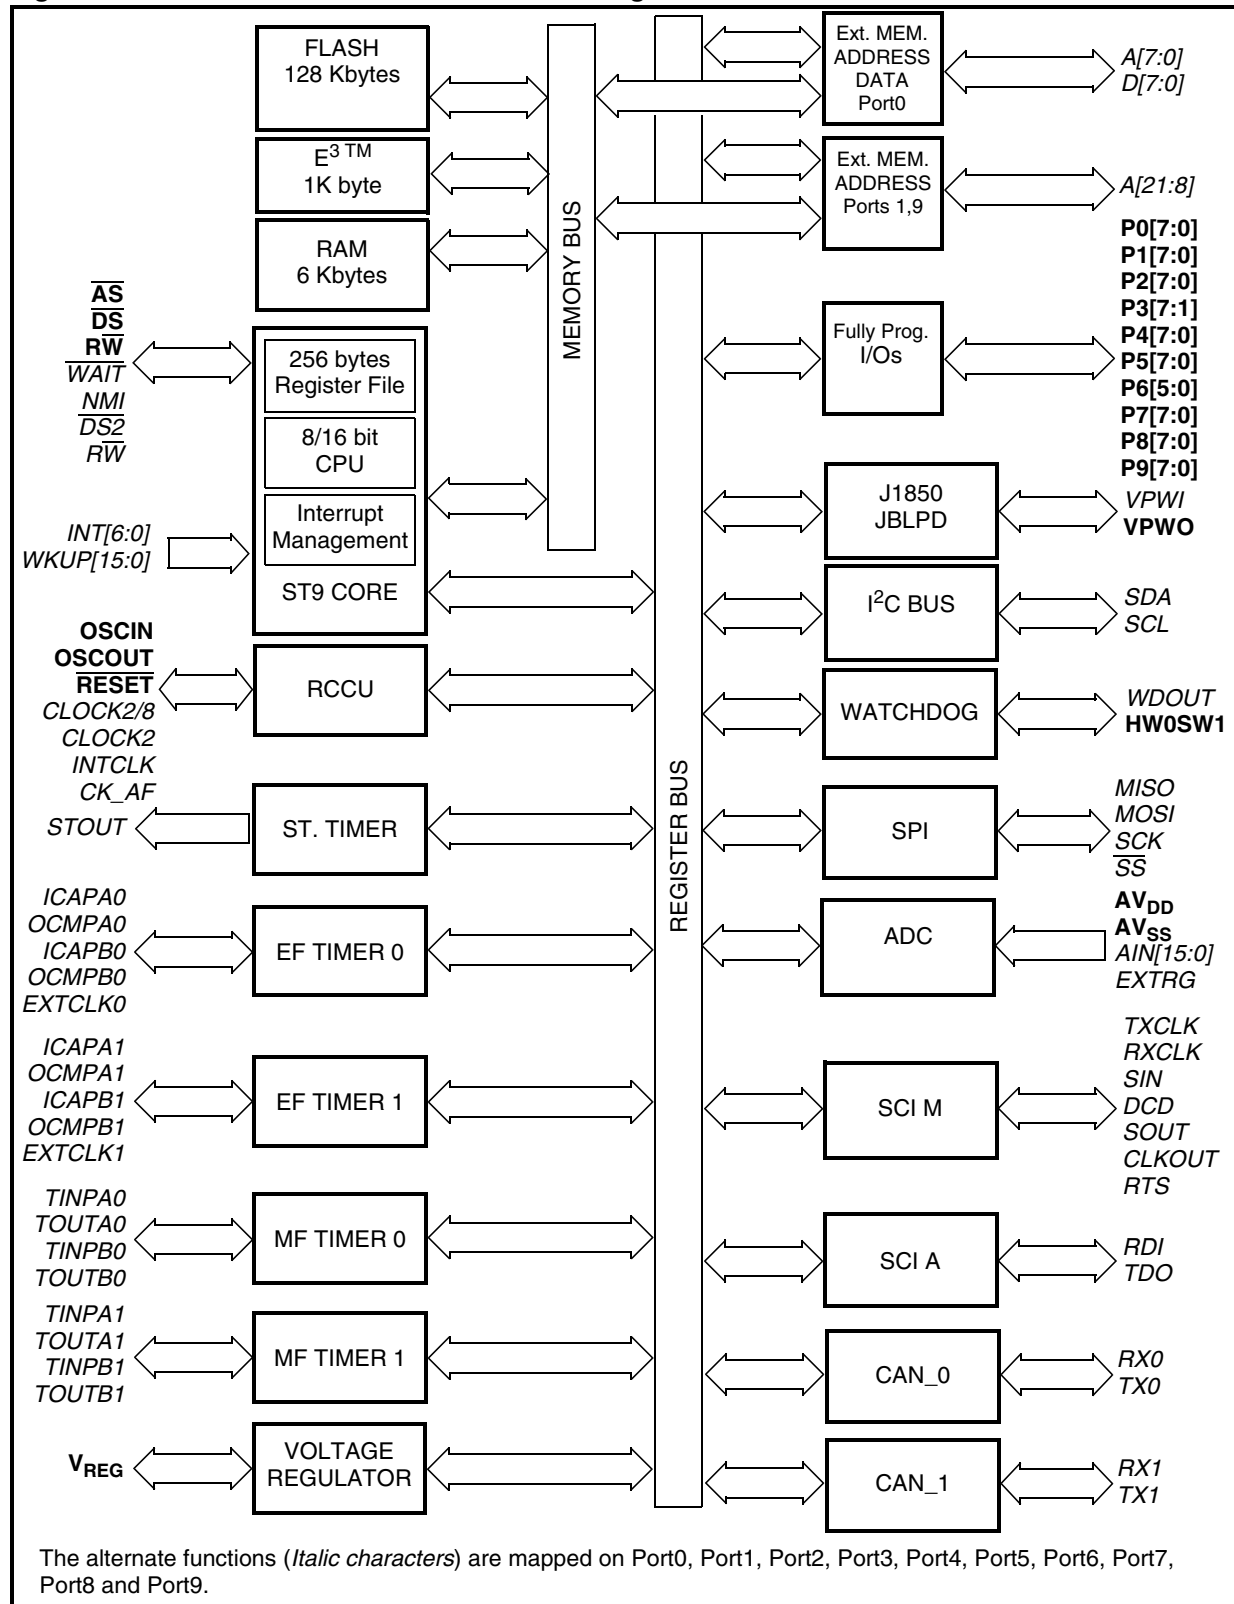 FLASH
128 Kbytes
E³ ™
1K byte
RAM
6 Kbytes
A̅S̅
D̅S̅
RW̅
W̅A̅I̅T̅
NMI
D̅S̅2̅
RW̅
256 bytes
Register File
8/16 bit
CPU
Interrupt
Management
ST9 CORE
INT[6:0]
WKUP[15:0]
OSCIN
OSCOUT
R̅E̅S̅E̅T̅
CLOCK2/8
CLOCK2
INTCLK
CK_AF
RCCU
STOUT
ST. TIMER
ICAPA0
OCMPA0
ICAPB0
OCMPB0
EXTCLK0
EF TIMER 0
ICAPA1
OCMPA1
ICAPB1
OCMPB1
EXTCLK1
EF TIMER 1
TINPA0
TOUTA0
TINPB0
TOUTB0
MF TIMER 0
TINPA1
TOUTA1
TINPB1
TOUTB1
MF TIMER 1
VREG
VOLTAGE
REGULATOR
MEMORY BUS
REGISTER BUS
Ext. MEM.
ADDRESS
DATA
Port0
A[7:0]
D[7:0]
Ext. MEM.
ADDRESS
Ports 1,9
A[21:8]
Fully Prog.
I/Os
P0[7:0]
P1[7:0]
P2[7:0]
P3[7:1]
P4[7:0]
P5[7:0]
P6[5:0]
P7[7:0]
P8[7:0]
P9[7:0]
J1850
JBLPD
VPWI
VPWO
I²C BUS
SDA
SCL
WATCHDOG
WDOUT
HW0SW1
SPI
MISO
MOSI
SCK
S̅S̅
ADC
AVDD
AVSS
AIN[15:0]
EXTRG
SCI M
TXCLK
RXCLK
SIN
DCD
SOUT
CLKOUT
RTS
SCI A
RDI
TDO
CAN_0
RX0
TX0
CAN_1
RX1
TX1
The alternate functions (Italic characters) are mapped on Port0, Port1, Port2, Port3, Port4, Port5, Port6, Port7,
Port8 and Port9.